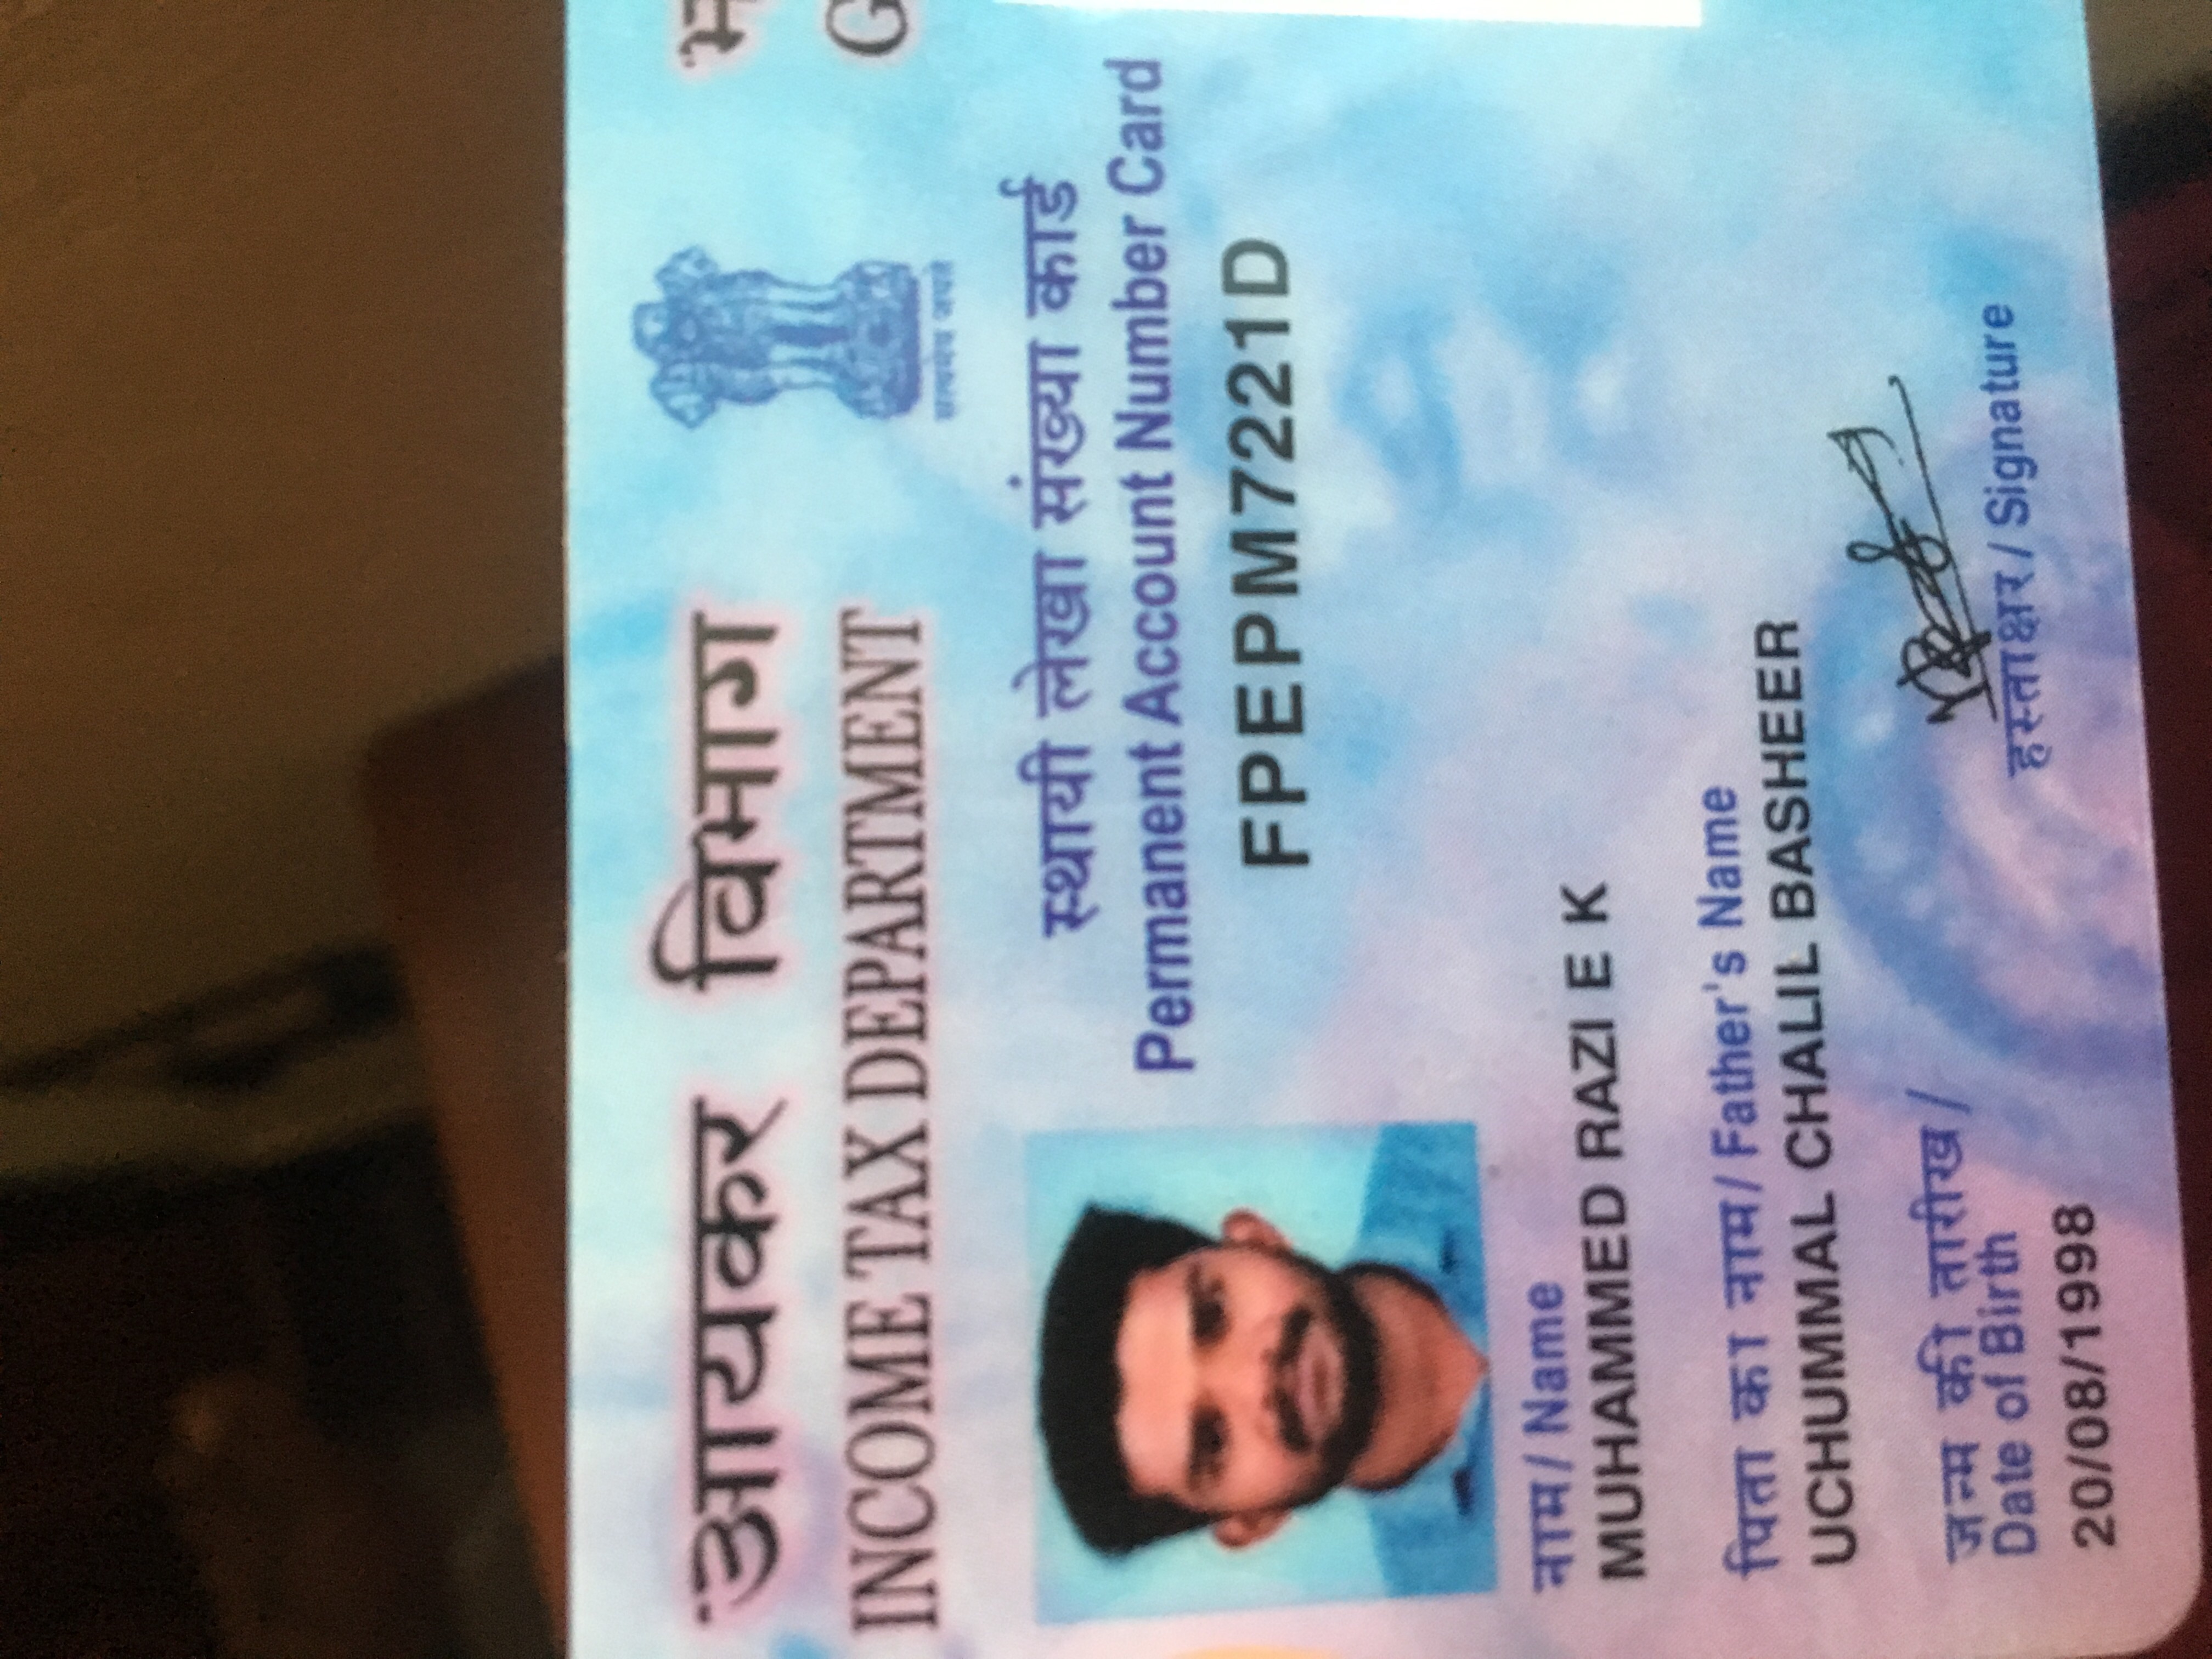 आयकर विभाग
INCOME TAX DEPARTMENT
सत्यमेव जयते
स्थायी लेखा संख्या कार्ड
Permanent Account Number Card
FPEPM7221D
नाम / Name
MUHAMMED RAZI E K
पिता का नाम / Father's Name
UCHUMMAL CHALIL BASHEER
जन्म की तारीख /
Date of Birth
20/08/1998
हस्ताक्षर / Signature